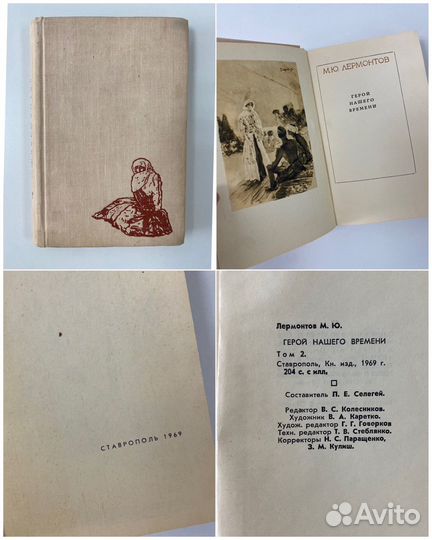 М.Ю. ЛЕРМОНТОВ
ГЕРОЙ
НАШЕГО
ВРЕМЕНИ
СТАВРОПОЛЬ 1969
Лермонтов М. Ю.
ГЕРОЙ НАШЕГО ВРЕМЕНИ
Том 2.
Ставрополь, Кн. изд., 1969 г.
204 с. с илл.
Составитель П. Е. Селегей.
Редактор В. С. Колесников.
Художник В. А. Каретко.
Худож. редактор Г. Г. Говорков
Техн. редактор Т. В. Стеблянко.
Корректоры Н. С. Паращенко,
З. М. Кулиш.
Avito